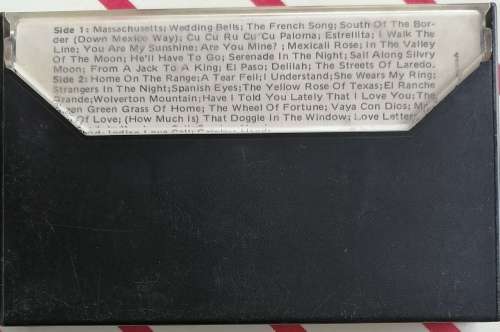 Side 1: Massachusetts; Wedding Bells; The French Song; South Of The Bor-
der (Down Mexico Way); Cu Cu Ru Cu Cu Paloma; Estrellita; I Walk The
Line; You Are My Sunshine; Are You Mine? ; Mexicali Rose; In The Valley
Of The Moon; He'll Have To Go; Serenade In The Night; Sail Along Silvry
Moon; From A Jack To A King; El Paso; Delilah; The Streets Of Laredo.
Side 2: Home On The Range; A Tear Fell; I Understand; She Wears My Ring;
Strangers In The Night; Spanish Eyes; The Yellow Rose Of Texas; El Ranche
Grande; Wolverton Mountain; Have I Told You Lately That I Love You; The
Green Green Grass Of Home; The Wheel Of Fortune; Vaya Con Dios;
Of Love; (How Much Is) That Doggie In The Window; Love Letters
Indian Love Call;